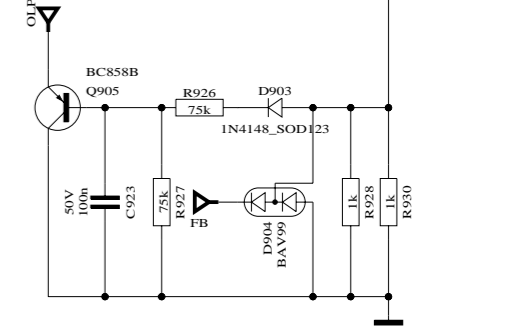 OLP
BC858B
Q905
R926
75k
D903
1N4148_SOD123
50V
100n
C923
75k
R927
FB
D904
BAV99
1k
R928
1k
R930